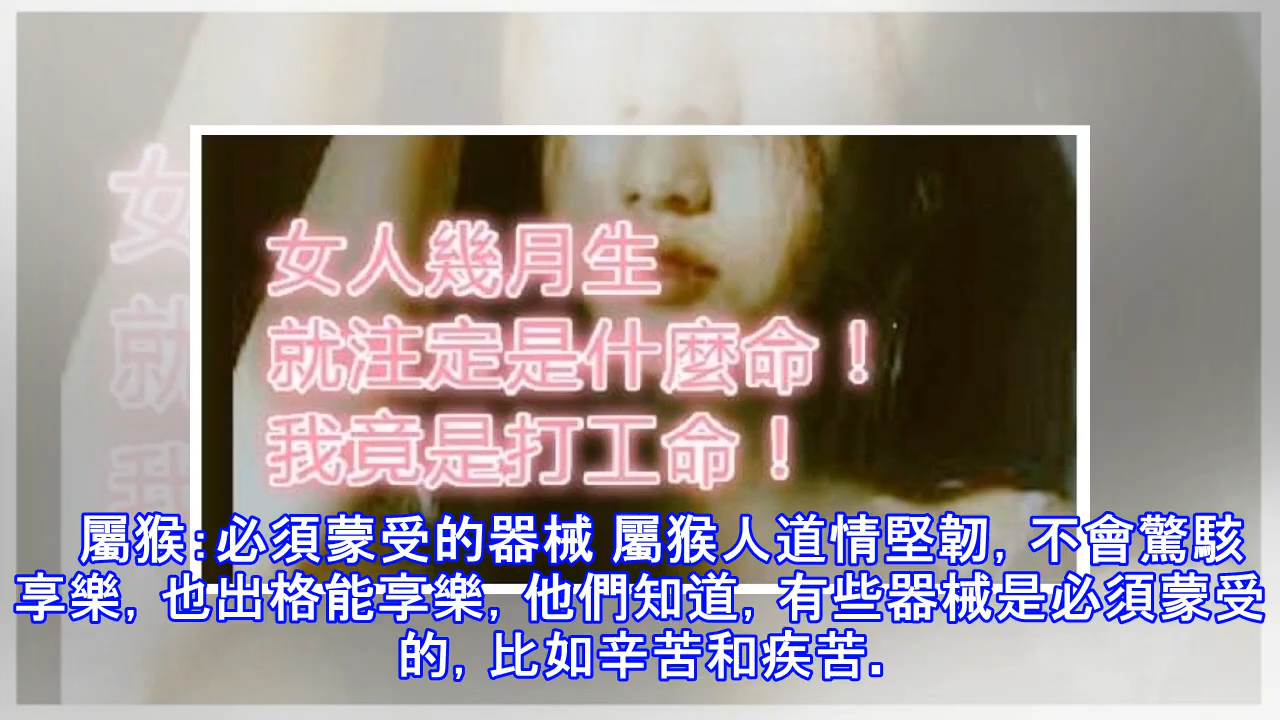 女人幾月生
就注定是什麼命！
我竟是打工命！
女
就
我
屬猴:必須蒙受的器械 屬猴人道情堅韌, 不會驚駭
享樂, 也出格能享樂, 他們知道, 有些器械是必須蒙受
的, 比如辛苦和疾苦.